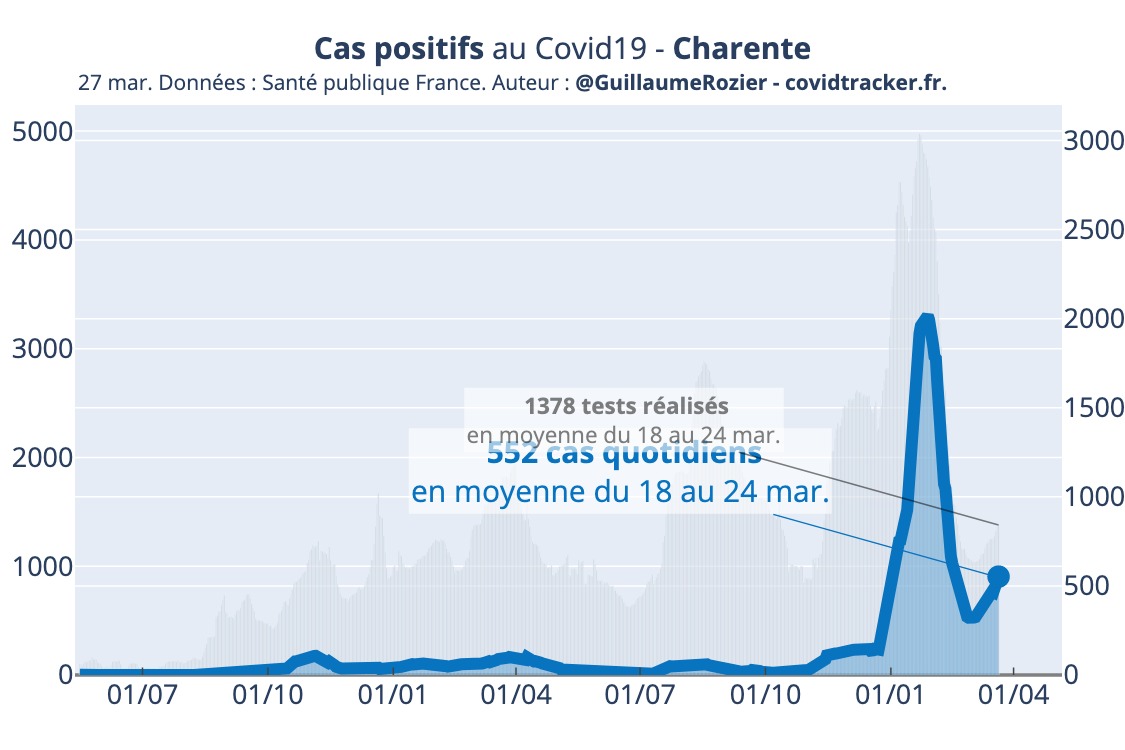 Cas positifs au Covid19 - Charente
27 mar. Données : Santé publique France. Auteur : @GuillaumeRozier - covidtracker.fr.
5000
4000
3000
2000
1000
0
3000
2500
2000
1500
1000
500
0
1378 tests réalisés
en moyenne du 18 au 24 mar.
552 cas quotidiens
en moyenne du 18 au 24 mar.
01/07 01/10 01/01 01/04 01/07 01/10 01/01 01/04